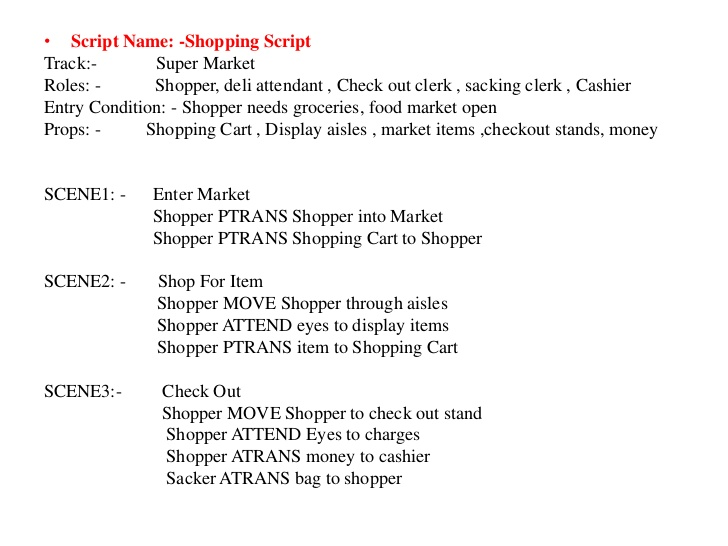 • Script Name: -Shopping Script
Track:- Super Market
Roles: - Shopper, deli attendant , Check out clerk , sacking clerk , Cashier
Entry Condition: - Shopper needs groceries, food market open
Props: - Shopping Cart , Display aisles , market items ,checkout stands, money
SCENE1: - Enter Market
Shopper PTRANS Shopper into Market
Shopper PTRANS Shopping Cart to Shopper
SCENE2: - Shop For Item
Shopper MOVE Shopper through aisles
Shopper ATTEND eyes to display items
Shopper PTRANS item to Shopping Cart
SCENE3:- Check Out
Shopper MOVE Shopper to check out stand
Shopper ATTEND Eyes to charges
Shopper ATRANS money to cashier
Sacker ATRANS bag to shopper